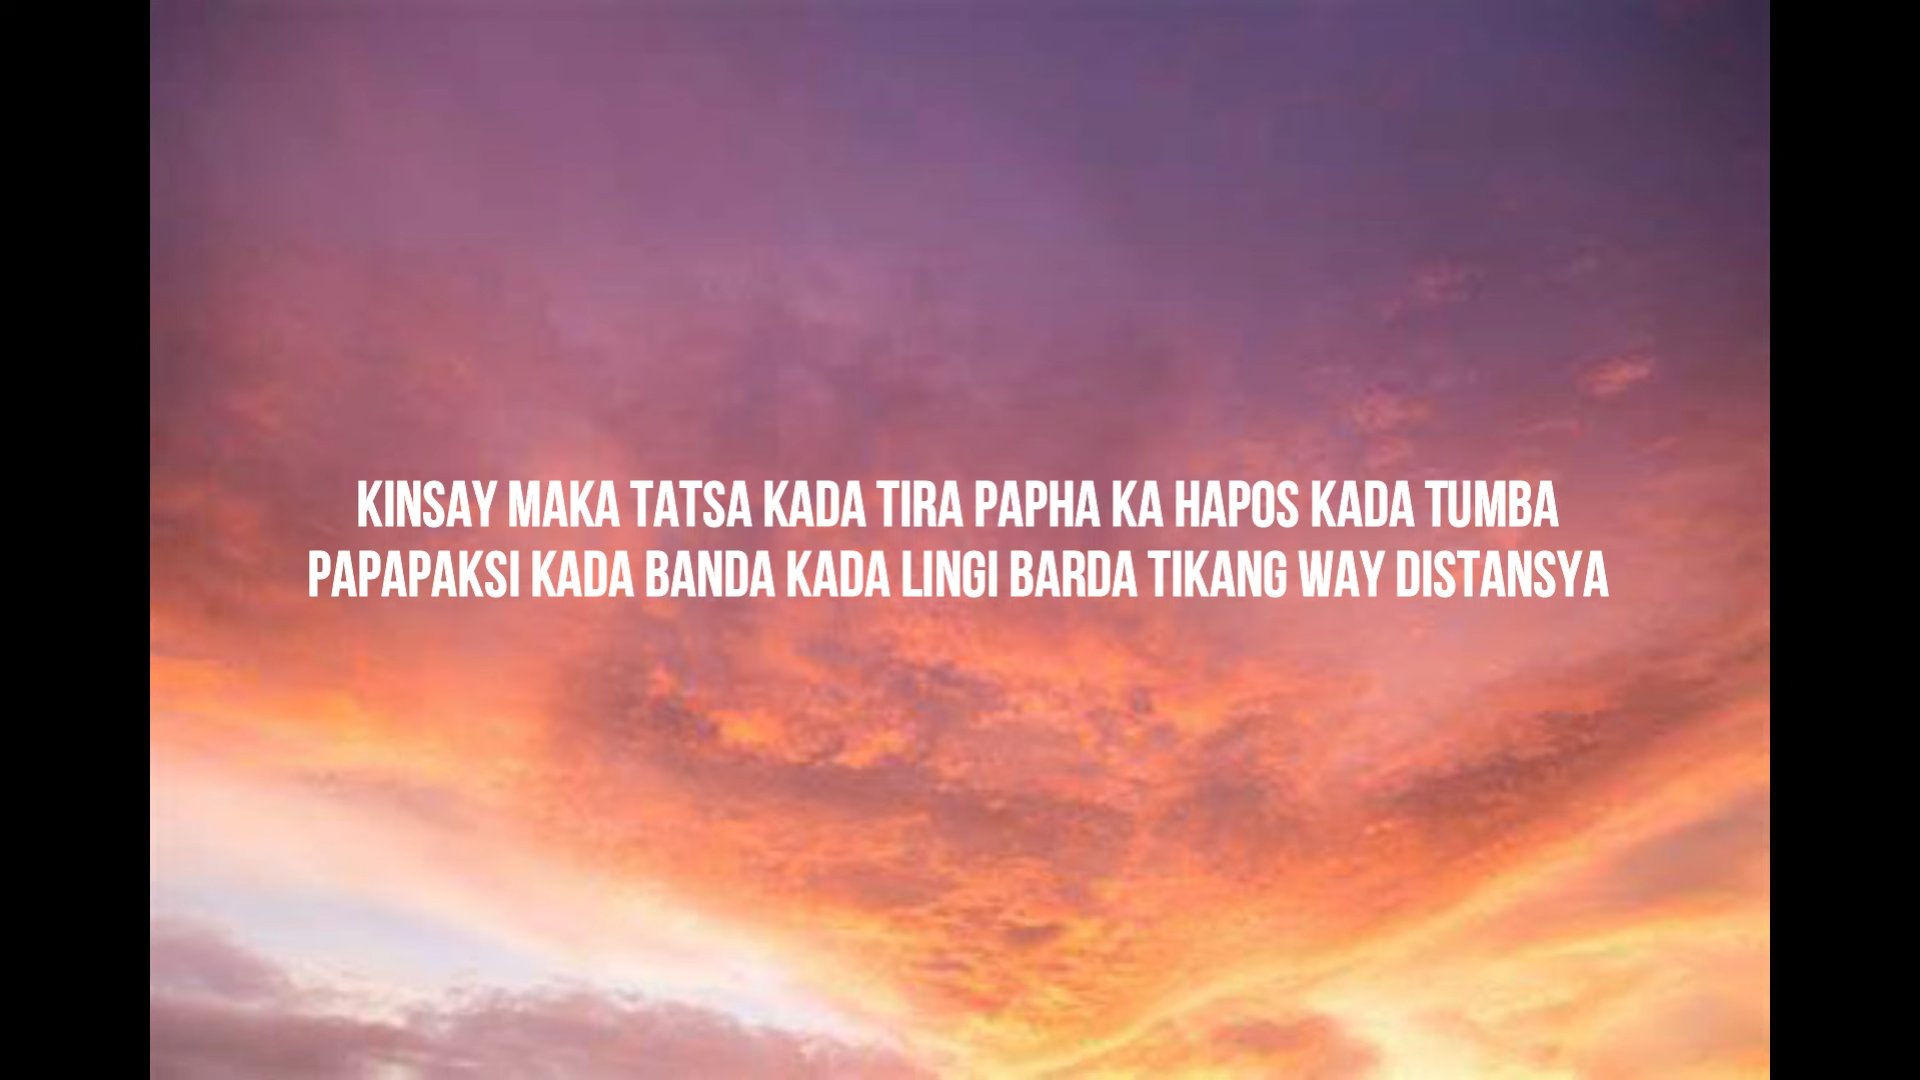 KINSAY MAKA TATSA KADA TIRA PAPHA KA HAPOS KADA TUMBA
PAPAPAKSI KADA BANDA KADA LINGI BARDA TIKANG WAY DISTANSYA